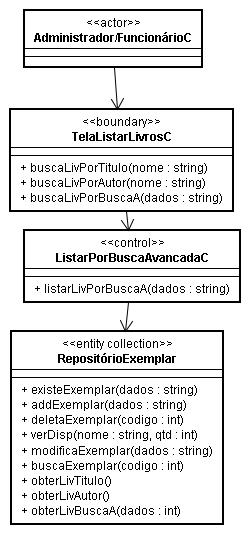 <<actor>>
Administrador/FuncionárioC
<<boundary>>
TelaListarLivrosC
+ buscaLivPorTitulo(nome : string)
+ buscaLivPorAutor(nome : string)
+ buscaLivPorBuscaA(dados : string)
<<control>>
ListarPorBuscaAvancadaC
+ listarLivPorBuscaA(dados : string)
<<entity collection>>
RepositórioExemplar
+ existeExemplar(dados : string)
+ addExemplar(dados : string)
+ deletaExemplar(codigo : int)
+ verDisp(nome : string, qtd : int)
+ modificaExemplar(dados : string)
+ buscaExemplar(codigo : int)
+ obterLivTitulo()
+ obterLivAutor()
+ obterLivBuscaA(dados : int)